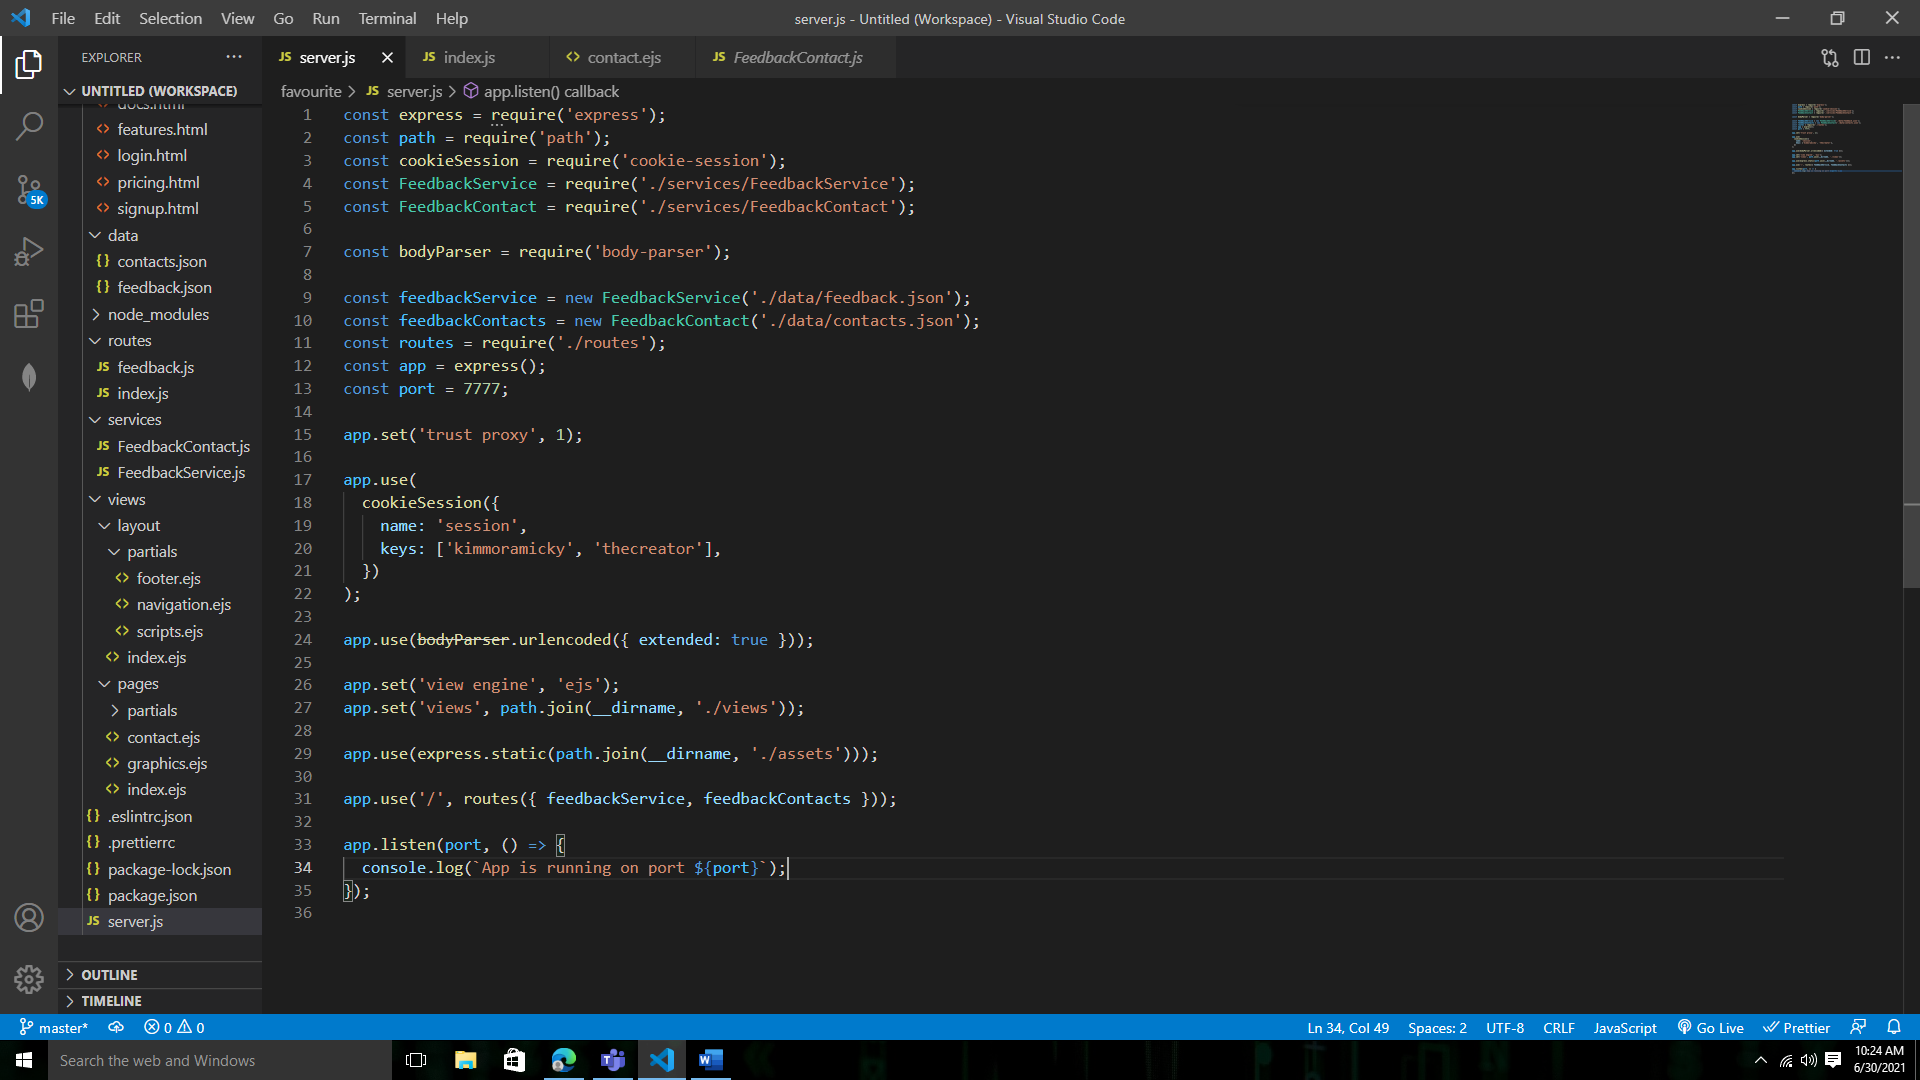 File Edit Selection View Go Run Terminal Help
server.js - Untitled (Workspace) - Visual Studio Code
EXPLORER
server.js
index.js
contact.ejs
FeedbackContact.js
UNTITLED (WORKSPACE)
favourite > server.js > app.listen() callback
docs.html
features.html
login.html
pricing.html
signup.html
data
contacts.json
feedback.json
node_modules
routes
feedback.js
index.js
services
FeedbackContact.js
FeedbackService.js
views
layout
partials
footer.ejs
navigation.ejs
scripts.ejs
index.ejs
pages
partials
contact.ejs
graphics.ejs
index.ejs
.eslintrc.json
.prettierrc
package-lock.json
package.json
server.js
OUTLINE
TIMELINE
5K
1 const express = require('express');
2 const path = require('path');
3 const cookieSession = require('cookie-session');
4 const FeedbackService = require('./services/FeedbackService');
5 const FeedbackContact = require('./services/FeedbackContact');
6
7 const bodyParser = require('body-parser');
8
9 const feedbackService = new FeedbackService('./data/feedback.json');
10 const feedbackContacts = new FeedbackContact('./data/contacts.json');
11 const routes = require('./routes');
12 const app = express();
13 const port = 7777;
14
15 app.set('trust proxy', 1);
16
17 app.use(
18 cookieSession({
19 name: 'session',
20 keys: ['kimmoramicky', 'thecreator'],
21 })
22 );
23
24 app.use(bodyParser.urlencoded({ extended: true }));
25
26 app.set('view engine', 'ejs');
27 app.set('views', path.join(__dirname, './views'));
28
29 app.use(express.static(path.join(__dirname, './assets')));
30
31 app.use('/', routes({ feedbackService, feedbackContacts }));
32
33 app.listen(port, () => {
34 console.log(`App is running on port ${port}`);
35 });
36
master* 0 0
Ln 34, Col 49 Spaces: 2 UTF-8 CRLF JavaScript Go Live Prettier
Search the web and Windows
10:24 AM
6/30/2021